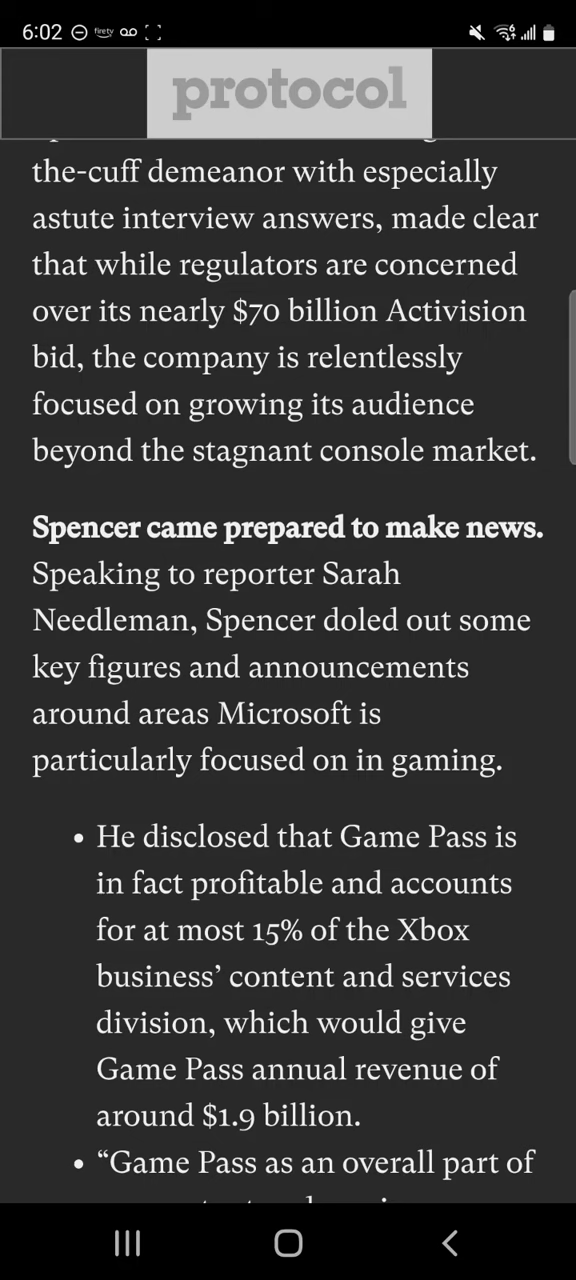 6:02
firetv
protocol
the-cuff demeanor with especially
astute interview answers, made clear
that while regulators are concerned
over its nearly $70 billion Activision
bid, the company is relentlessly
focused on growing its audience
beyond the stagnant console market.
Spencer came prepared to make news.
Speaking to reporter Sarah
Needleman, Spencer doled out some
key figures and announcements
around areas Microsoft is
particularly focused on in gaming.
• He disclosed that Game Pass is
in fact profitable and accounts
for at most 15% of the Xbox
business’ content and services
division, which would give
Game Pass annual revenue of
around $1.9 billion.
• “Game Pass as an overall part of